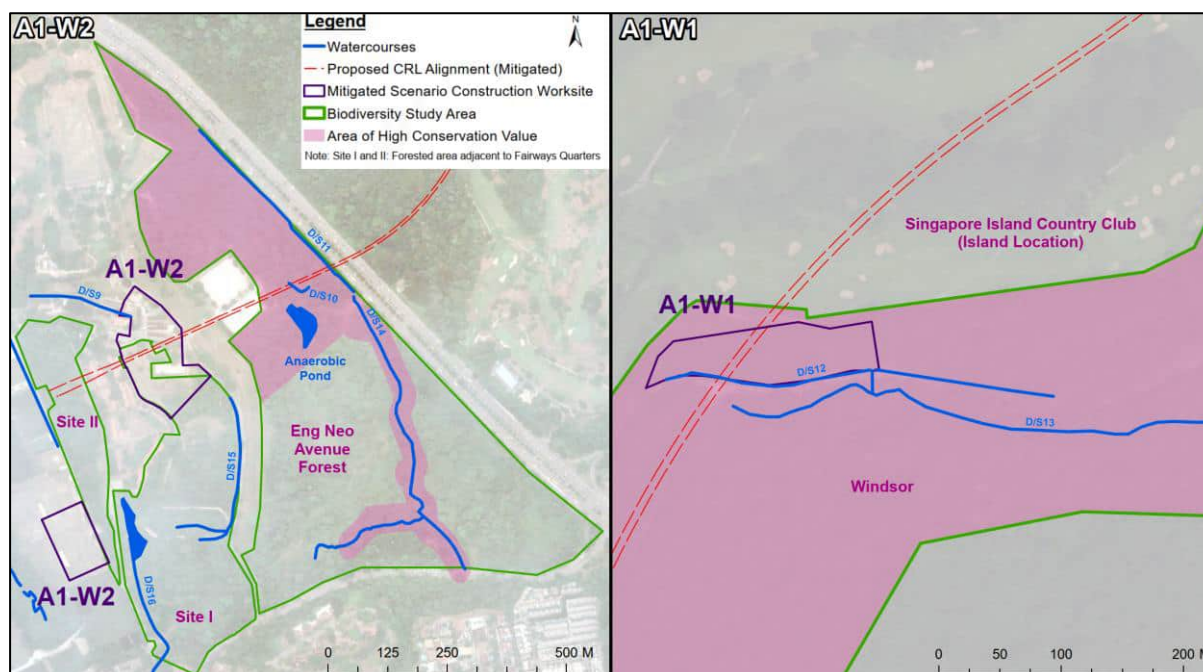 A1-W2
Legend
N
Watercourses
Proposed CRL Alignment (Mitigated)
Mitigated Scenario Construction Worksite
Biodiversity Study Area
Area of High Conservation Value
Note: Site I and II: Forested area adjacent to Fairways Quarters
D/S11
A1-W2
D/S9
D/S10
D/S14
Anaerobic
Pond
Site II
Eng Neo
Avenue
Forest
D/S15
A1-W2
D/S16
Site I
0 125 250 500 M
A1-W1
Singapore Island Country Club
(Island Location)
A1-W1
D/S12
D/S13
Windsor
0 50 100 200 M